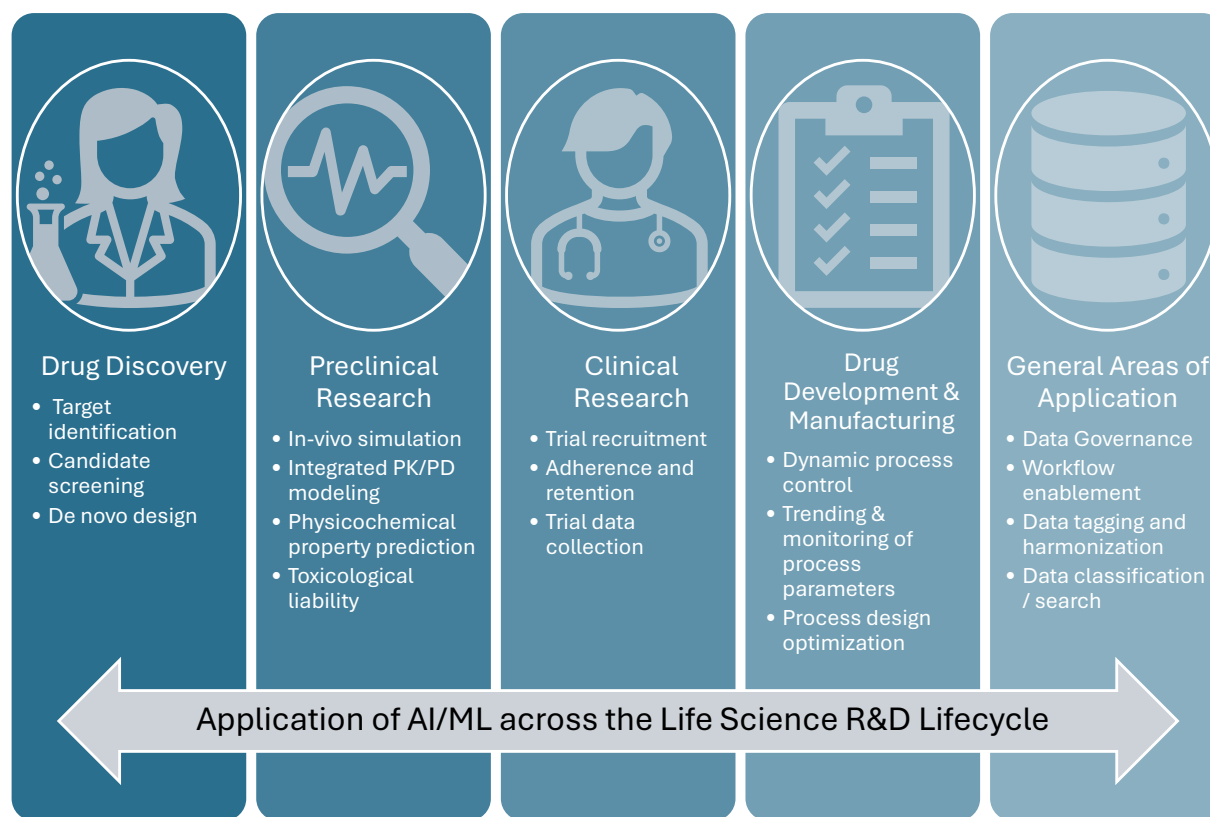 Drug Discovery
• Target
identification
• Candidate
screening
• De novo design
Preclinical
Research
• In-vivo simulation
• Integrated PK/PD
modeling
• Physicochemical
property prediction
• Toxicological
liability
Clinical
Research
• Trial recruitment
• Adherence and
retention
• Trial data
collection
Drug
Development &
Manufacturing
• Dynamic process
control
• Trending &
monitoring of
process
parameters
• Process design
optimization
General Areas of
Application
• Data Governance
• Workflow
enablement
• Data tagging and
harmonization
• Data classification
/ search
Application of AI/ML across the Life Science R&D Lifecycle